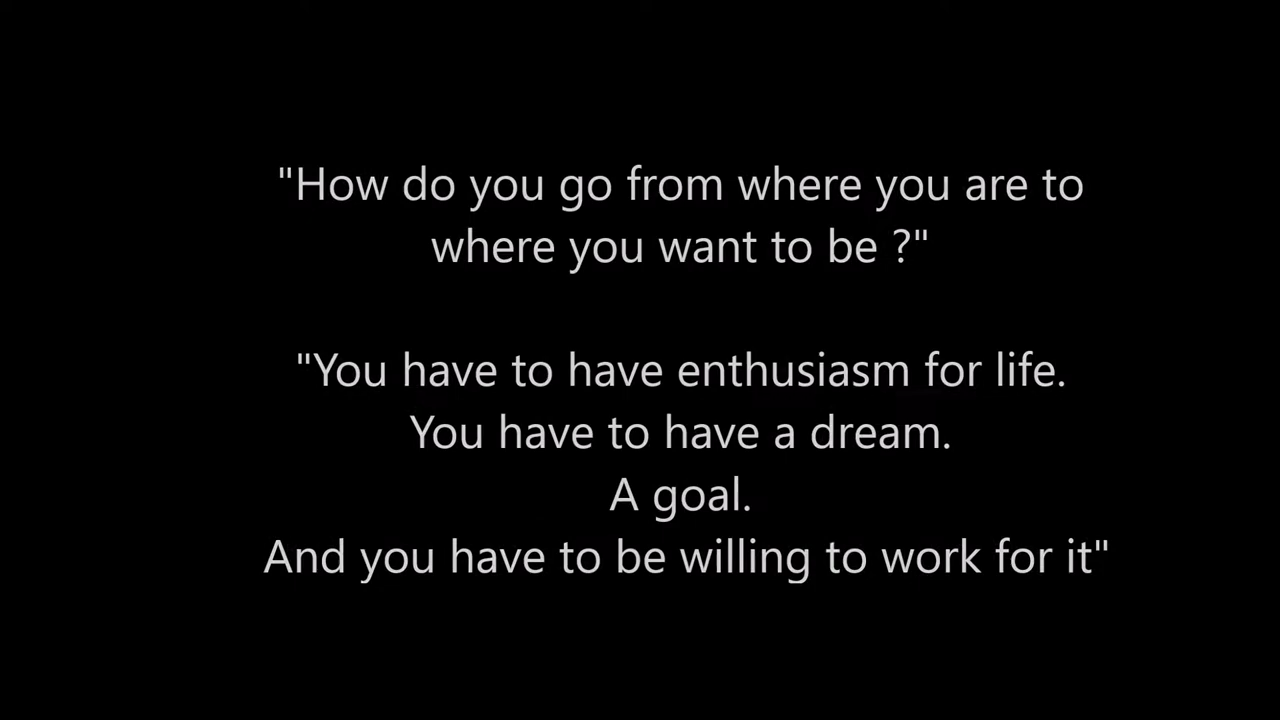 "How do you go from where you are to
where you want to be ?"
"You have to have enthusiasm for life.
You have to have a dream.
A goal.
And you have to be willing to work for it"